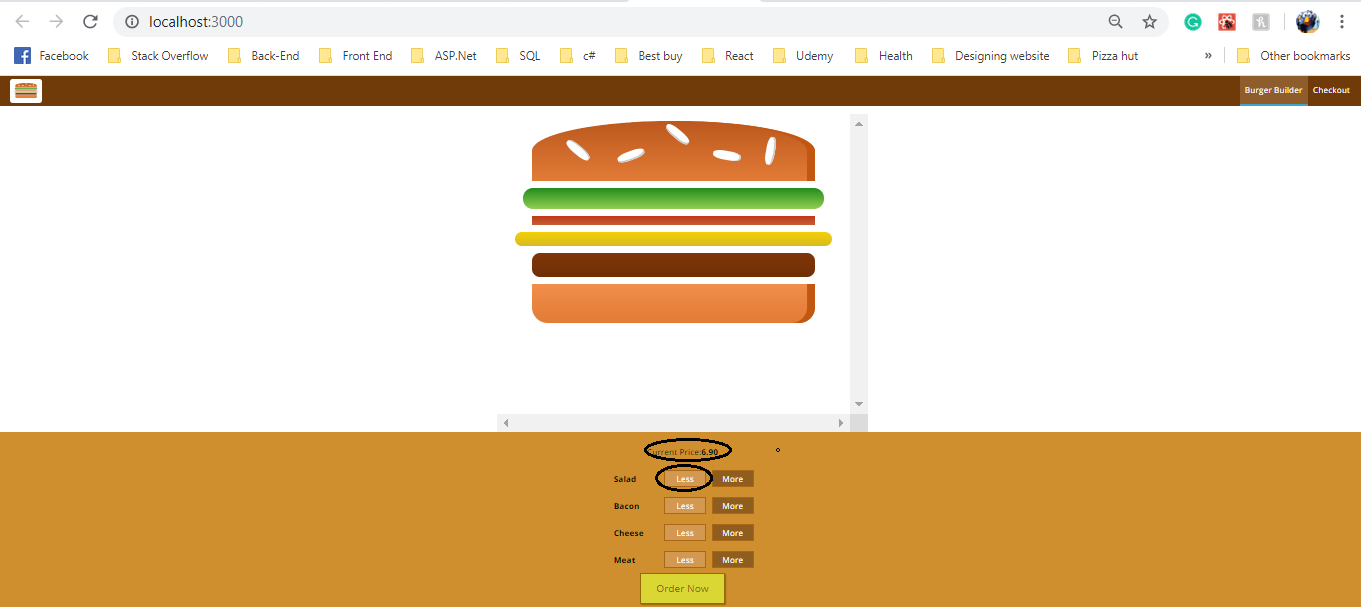 localhost:3000
Facebook Stack Overflow Back-End Front End ASP.Net SQL c# Best buy React Udemy Health Designing website Pizza hut » Other bookmarks
Burger Builder Checkout
Current Price:6.90
Salad Less More
Bacon Less More
Cheese Less More
Meat Less More
Order Now